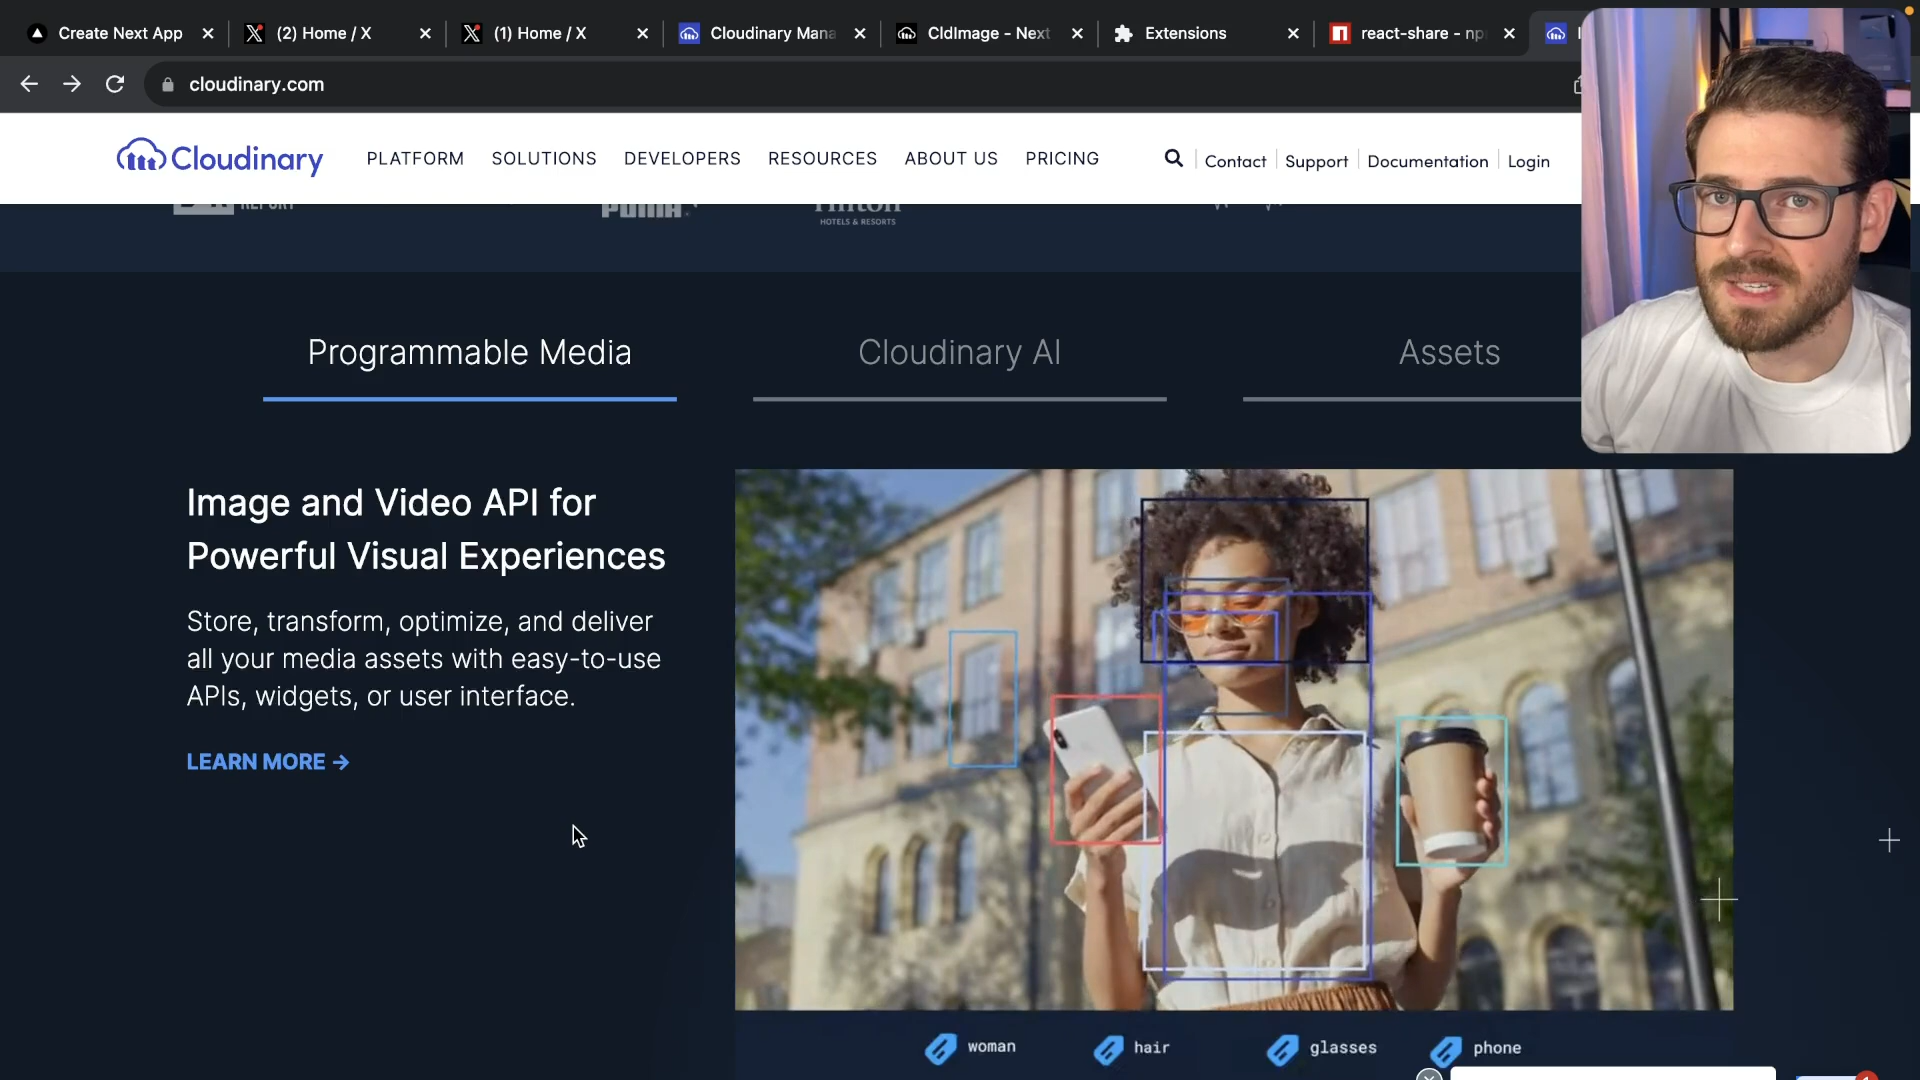 Create Next App
(2) Home / X
(1) Home / X
Cloudinary Mana
CldImage - Next
Extensions
react-share - np
cloudinary.com
Cloudinary
PLATFORM
SOLUTIONS
DEVELOPERS
RESOURCES
ABOUT US
PRICING
Contact
Support
Documentation
Login
REPORT
PUMA
Hilton
HOTELS & RESORTS
Programmable Media
Cloudinary AI
Assets
Image and Video API for
Powerful Visual Experiences
Store, transform, optimize, and deliver
all your media assets with easy-to-use
APIs, widgets, or user interface.
LEARN MORE →
woman
hair
glasses
phone